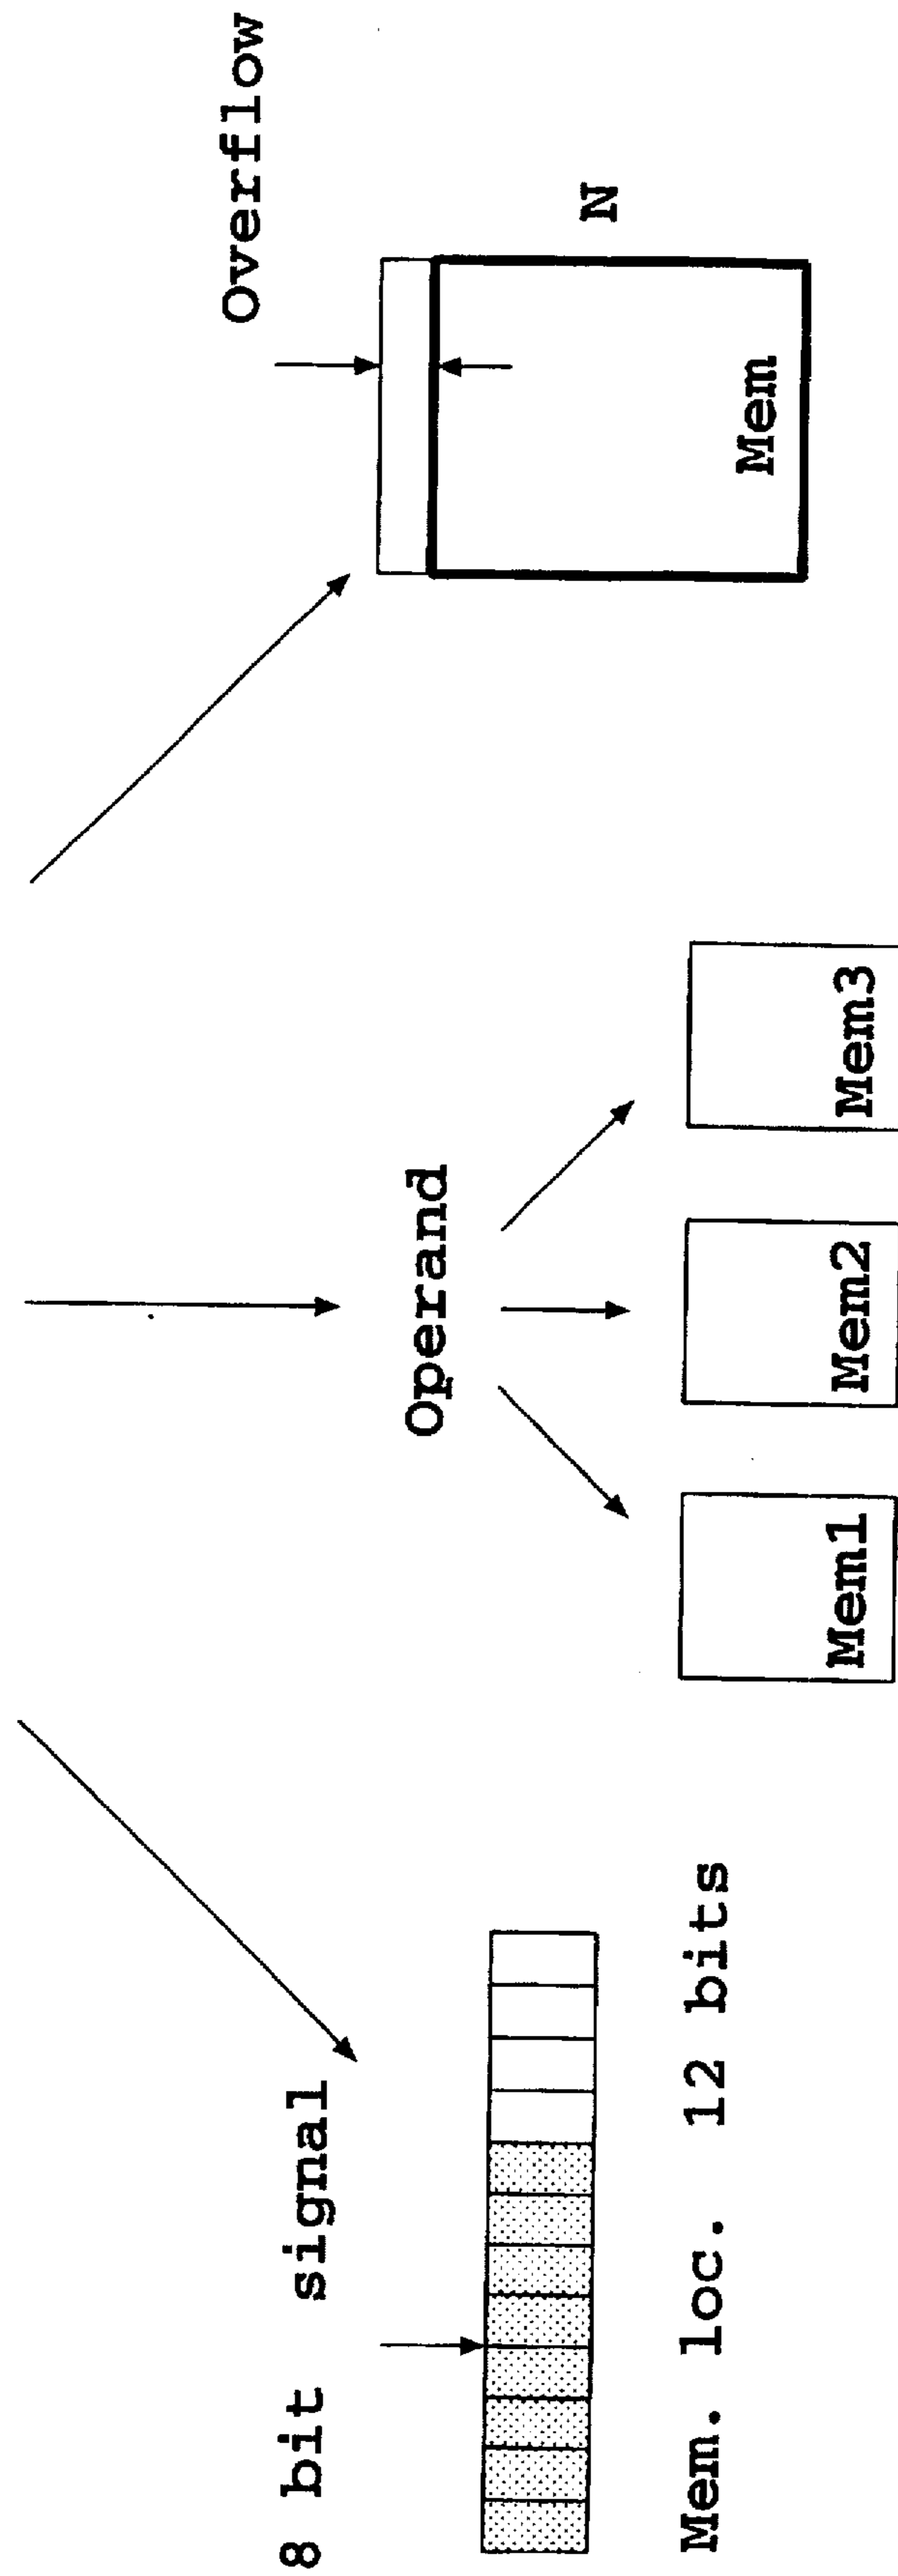 8 bit signal
Mem. loc. 12 bits
Operand
Mem1
Mem2
Mem3
Overflow
N
Mem